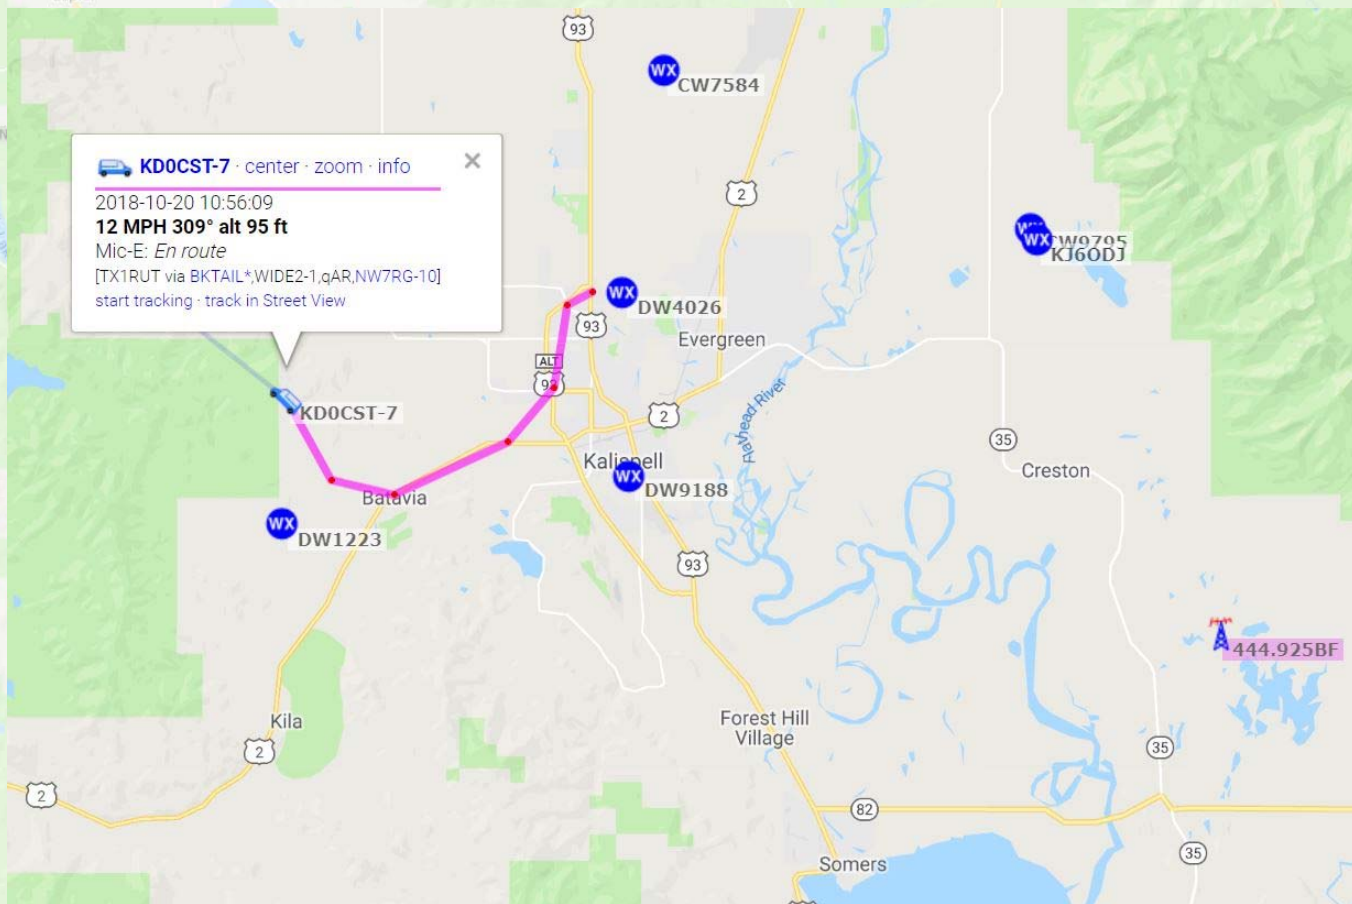 93
WX
CW7584
KD0CST-7 · center · zoom · info
×
2018-10-20 10:56:09
12 MPH 309° alt 95 ft
Mic-E: En route
[TX1RUT via BKTAIL*,WIDE2-1,qAR,NW7RG-10]
start tracking · track in Street View
2
WX
CW9795
WX
KJ6ODJ
WX
DW4026
93
Evergreen
ALT
93
KD0CST-7
2
Flathead River
35
Kalispell
Creston
WX
DW9188
Batavia
WX
DW1223
93
444.925BF
Kila
Forest Hill
Village
2
35
2
82
Somers
35